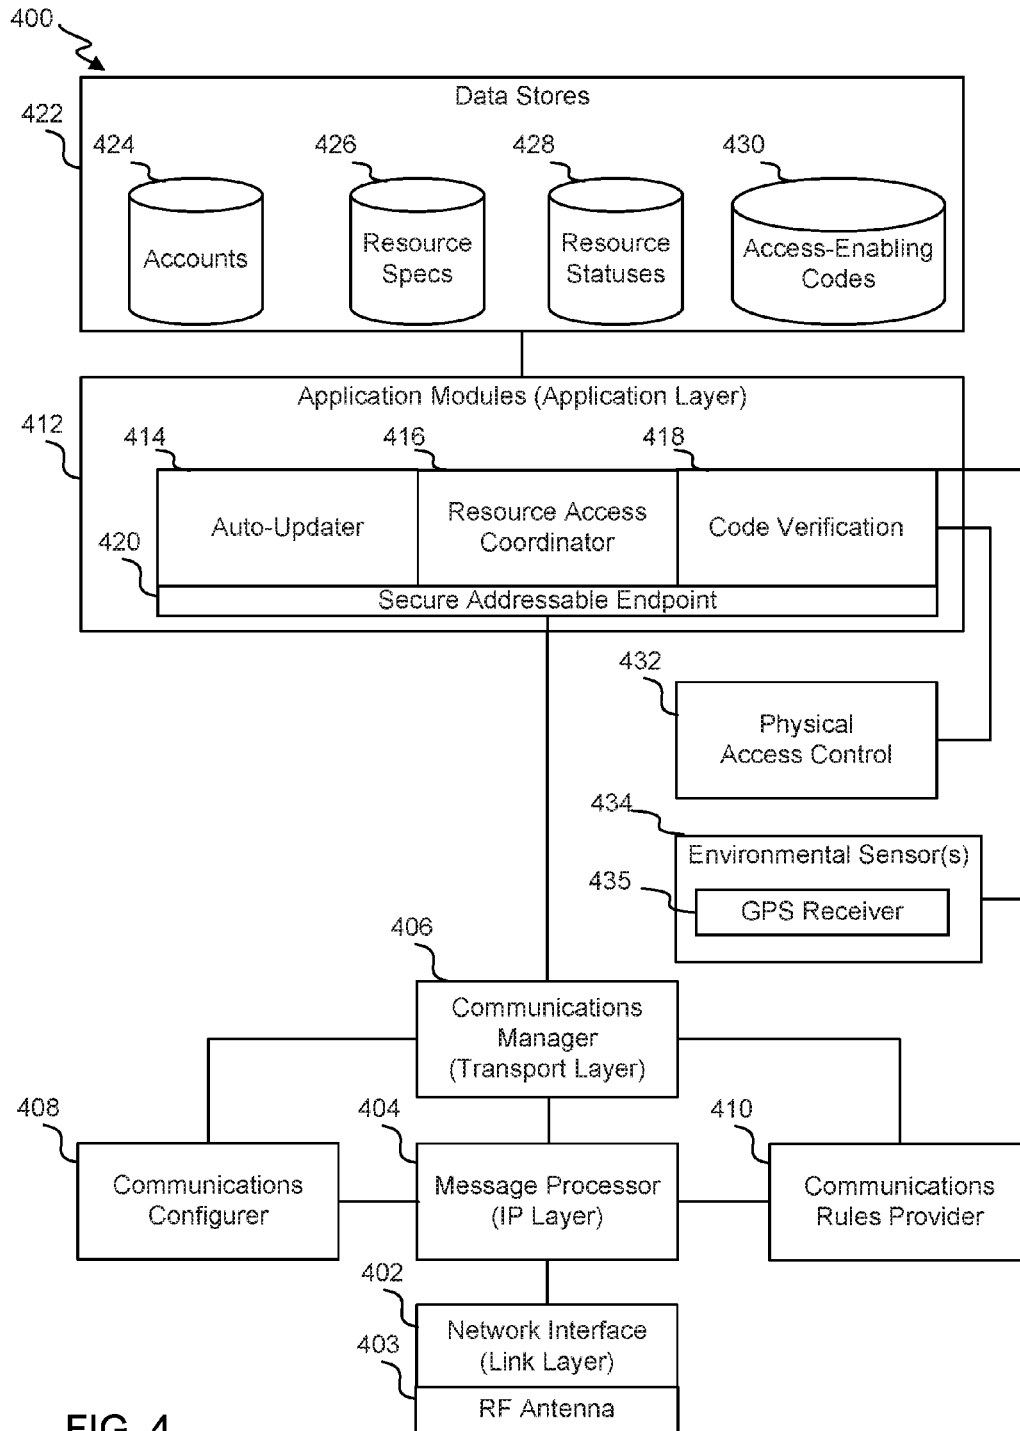 400
Data Stores
422
424
426
428
430
Accounts
Resource
Specs
Resource
Statuses
Access-Enabling
Codes
Application Modules (Application Layer)
412
414
416
418
Auto-Updater
Resource Access
Coordinator
Code Verification
420
Secure Addressable Endpoint
432
Physical
Access Control
434
Environmental Sensor(s)
435
GPS Receiver
406
Communications
Manager
(Transport Layer)
408
404
410
Communications
Configurer
Message Processor
(IP Layer)
Communications
Rules Provider
402
Network Interface
(Link Layer)
403
RF Antenna
FIG. 4